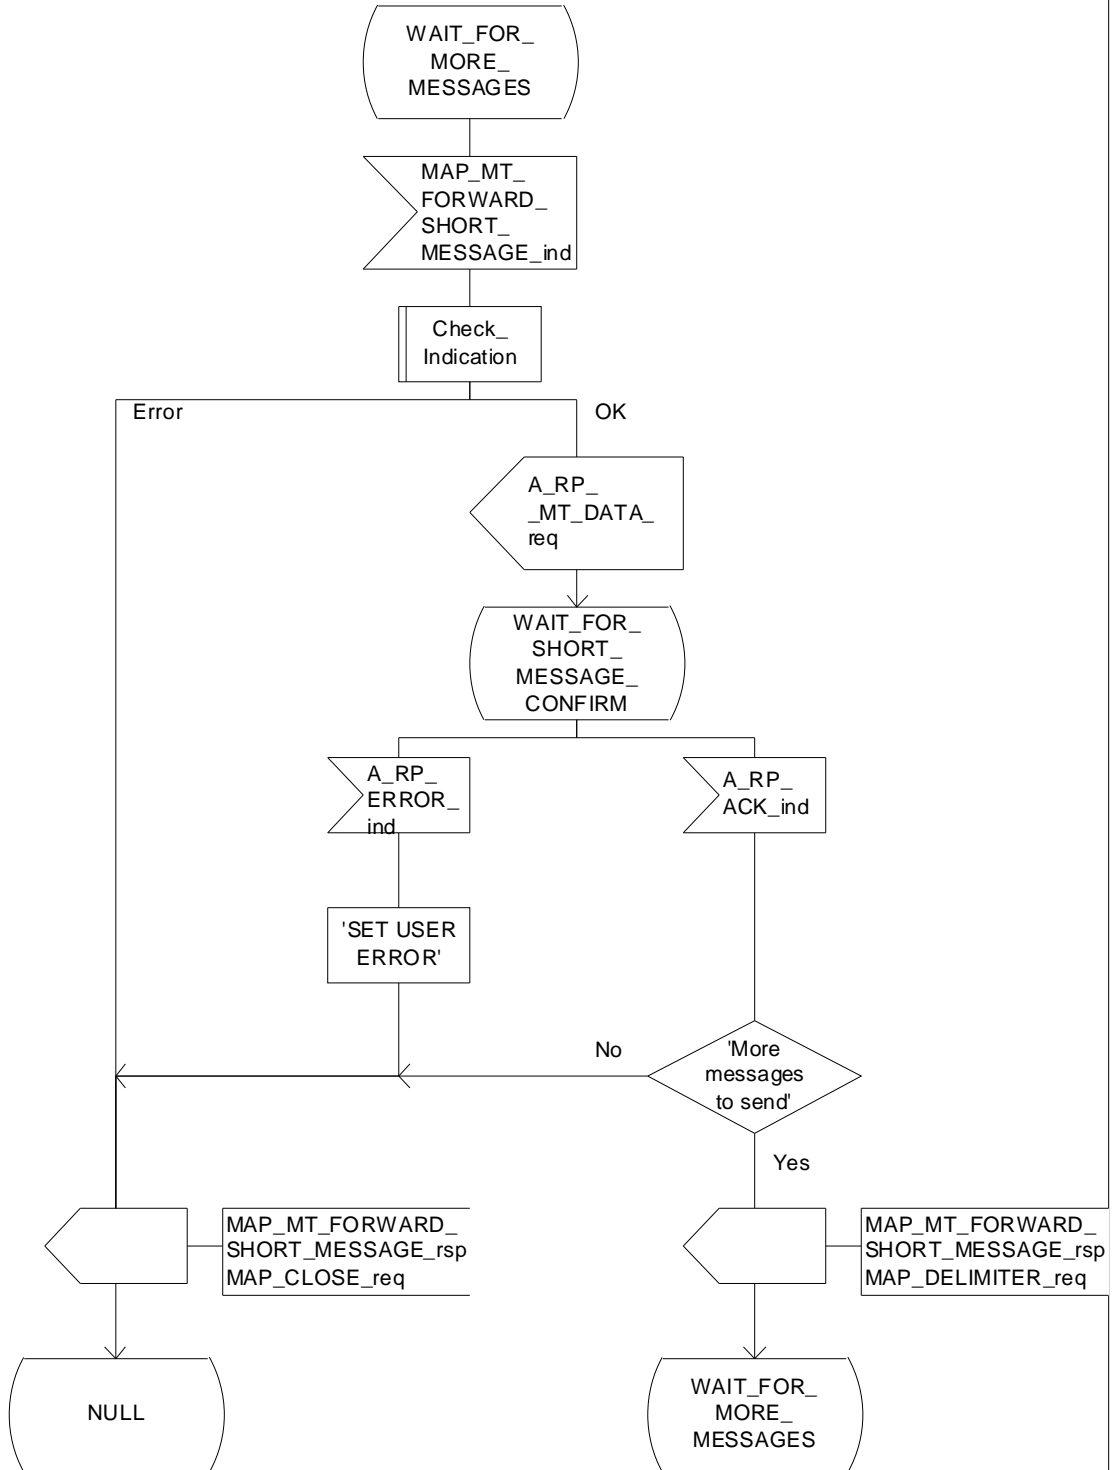 WAIT_FOR_
MORE_
MESSAGES
MAP_MT_
FORWARD_
SHORT_
MESSAGE_ind
Check_
Indication
Error
OK
A_RP_
_MT_DATA_
req
WAIT_FOR_
SHORT_
MESSAGE_
CONFIRM
A_RP_
ERROR_
ind
A_RP_
ACK_ind
'SET USER
ERROR'
No
'More
messages
to send'
Yes
MAP_MT_FORWARD_
SHORT_MESSAGE_rsp
MAP_CLOSE_req
MAP_MT_FORWARD_
SHORT_MESSAGE_rsp
MAP_DELIMITER_req
NULL
WAIT_FOR_
MORE_
MESSAGES